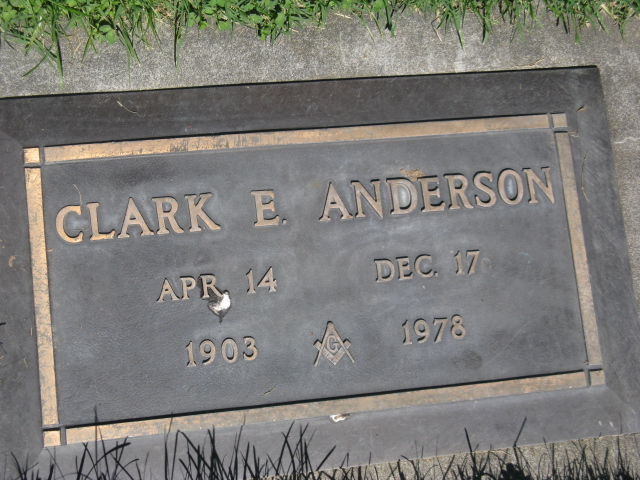 CLARK E. ANDERSON
APR. 14 DEC. 17
1903 G 1978